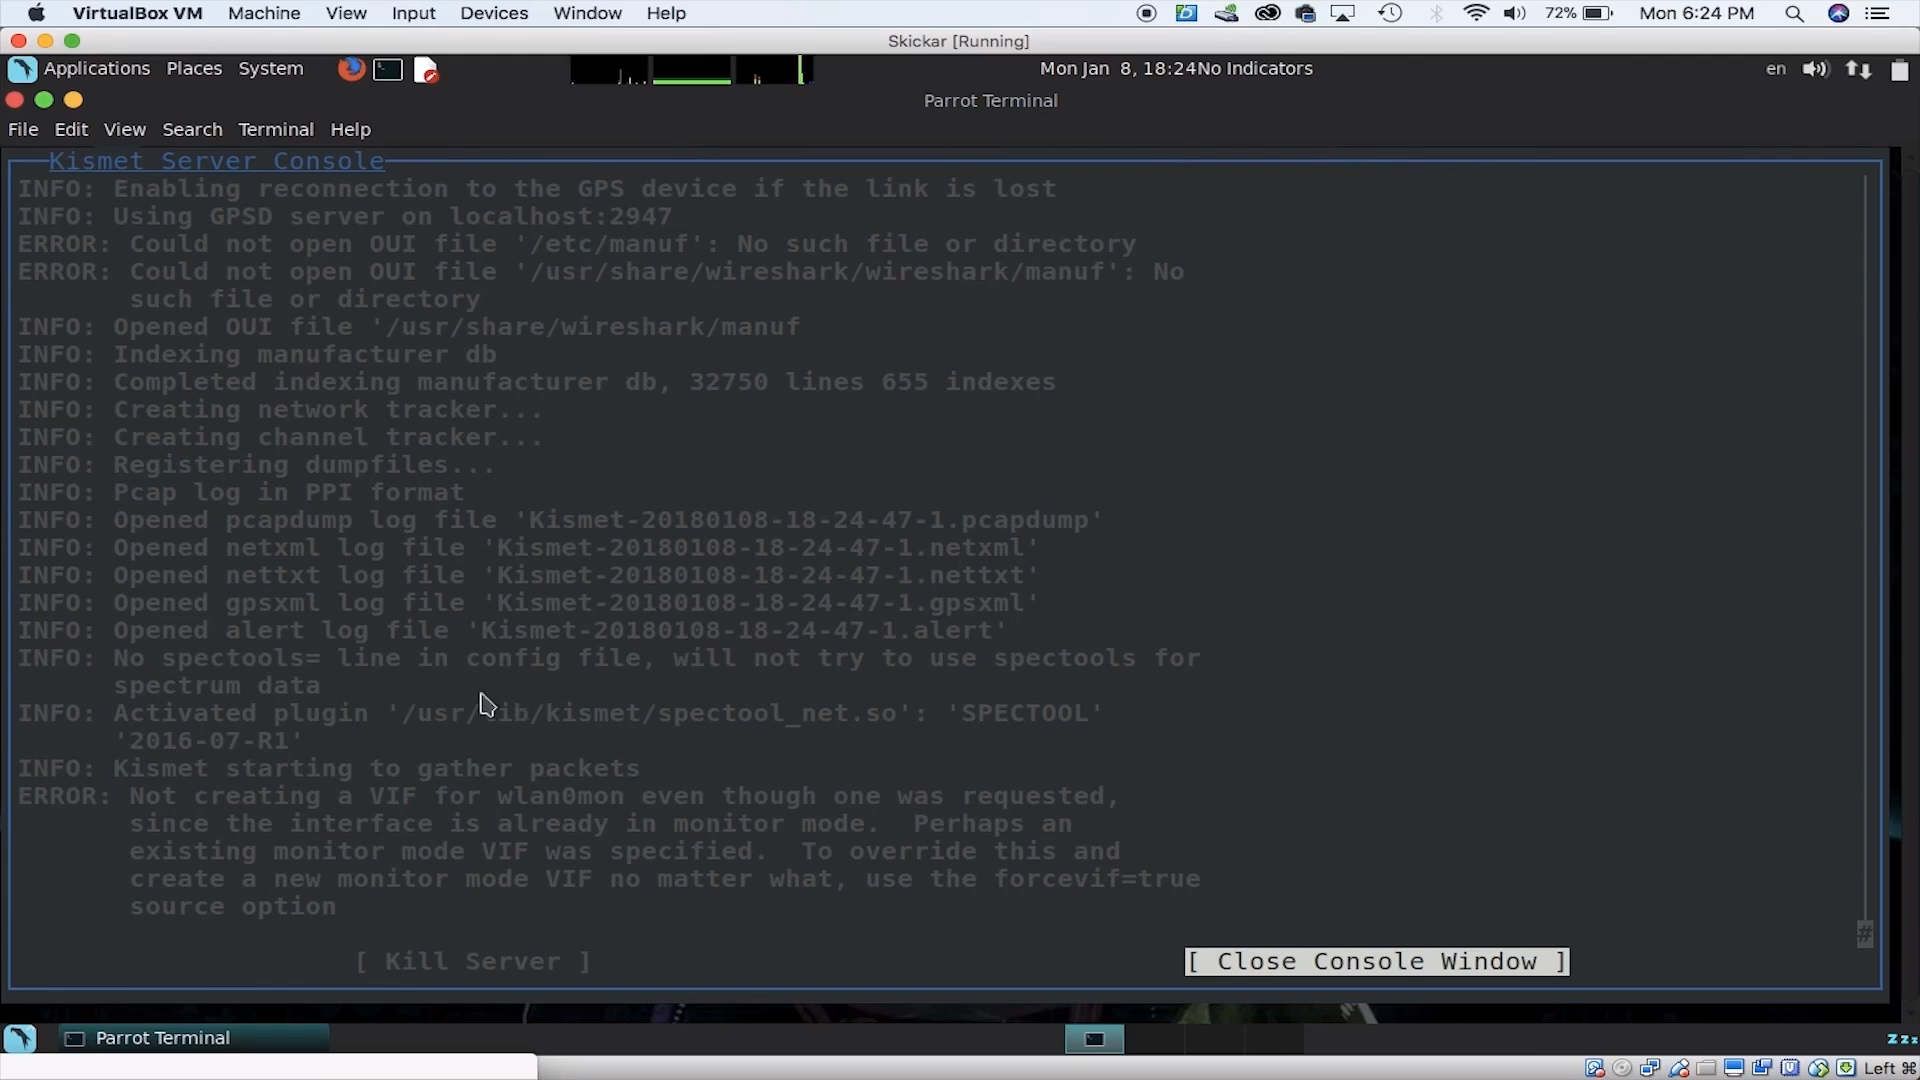 VirtualBox VM Machine View Input Devices Window Help 72% Mon 6:24 PM
Skickar [Running]
Applications Places System Mon Jan 8, 18:24No Indicators en
Parrot Terminal
File Edit View Search Terminal Help
Kismet Server Console
INFO: Enabling reconnection to the GPS device if the link is lost
INFO: Using GPSD server on localhost:2947
ERROR: Could not open OUI file '/etc/manuf': No such file or directory
ERROR: Could not open OUI file '/usr/share/wireshark/wireshark/manuf': No
such file or directory
INFO: Opened OUI file '/usr/share/wireshark/manuf
INFO: Indexing manufacturer db
INFO: Completed indexing manufacturer db, 32750 lines 655 indexes
INFO: Creating network tracker...
INFO: Creating channel tracker...
INFO: Registering dumpfiles...
INFO: Pcap log in PPI format
INFO: Opened pcapdump log file 'Kismet-20180108-18-24-47-1.pcapdump'
INFO: Opened netxml log file 'Kismet-20180108-18-24-47-1.netxml'
INFO: Opened nettxt log file 'Kismet-20180108-18-24-47-1.nettxt'
INFO: Opened gpsxml log file 'Kismet-20180108-18-24-47-1.gpsxml'
INFO: Opened alert log file 'Kismet-20180108-18-24-47-1.alert'
INFO: No spectools= line in config file, will not try to use spectools for
spectrum data
INFO: Activated plugin '/usr/lib/kismet/spectool_net.so': 'SPECTOOL'
'2016-07-R1'
INFO: Kismet starting to gather packets
ERROR: Not creating a VIF for wlan0mon even though one was requested,
since the interface is already in monitor mode.  Perhaps an
existing monitor mode VIF was specified.  To override this and
create a new monitor mode VIF no matter what, use the forcevif=true
source option
#
[ Kill Server ] [ Close Console Window ]
Parrot Terminal zzz
Left ⌘